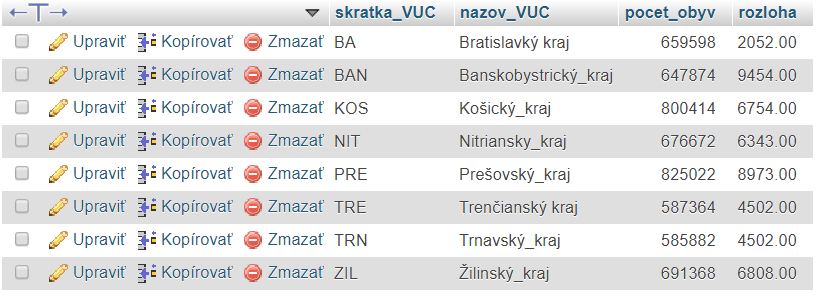 skratka_VUC nazov_VUC pocet_obyv rozloha
Upraviť Kopírovať Zmazať BA Bratislavký kraj 659598 2052.00
Upraviť Kopírovať Zmazať BAN Banskobystrický_kraj 647874 9454.00
Upraviť Kopírovať Zmazať KOS Košický_kraj 800414 6754.00
Upraviť Kopírovať Zmazať NIT Nitriansky_kraj 676672 6343.00
Upraviť Kopírovať Zmazať PRE Prešovský_kraj 825022 8973.00
Upraviť Kopírovať Zmazať TRE Trenčianský kraj 587364 4502.00
Upraviť Kopírovať Zmazať TRN Trnavský_kraj 585882 4502.00
Upraviť Kopírovať Zmazať ZIL Žilinský_kraj 691368 6808.00